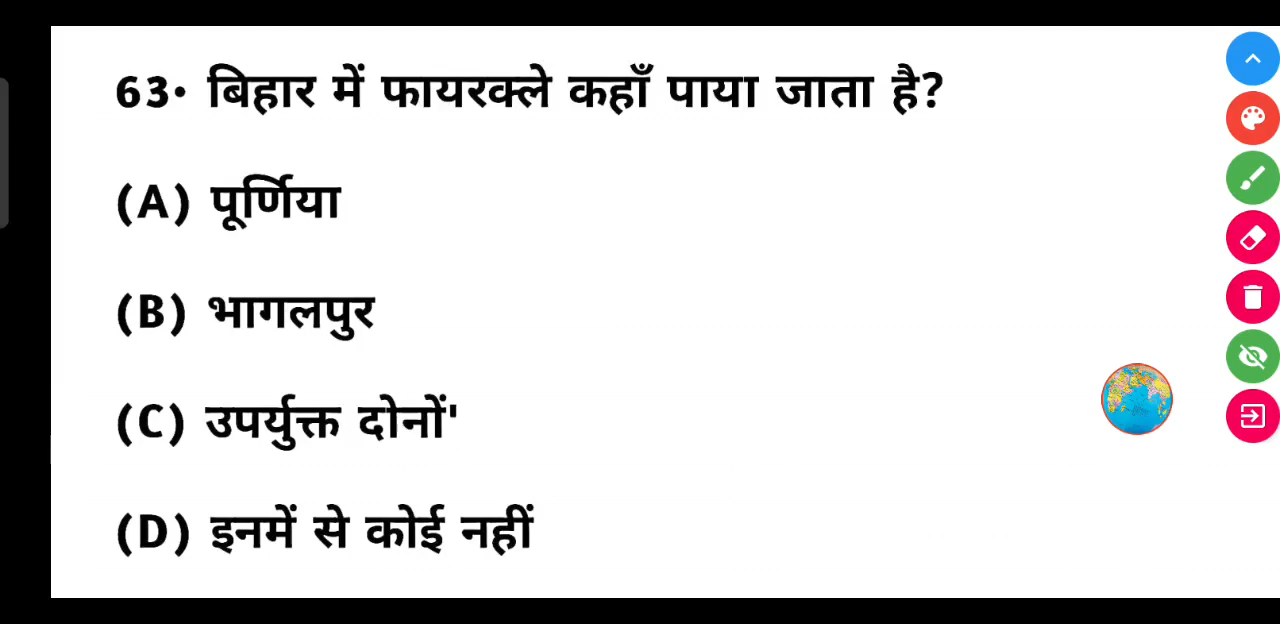 63· बिहार में फायरक्ले कहाँ पाया जाता है?
(A) पूर्णिया
(B) भागलपुर
(C) उपर्युक्त दोनों'
(D) इनमें से कोई नहीं